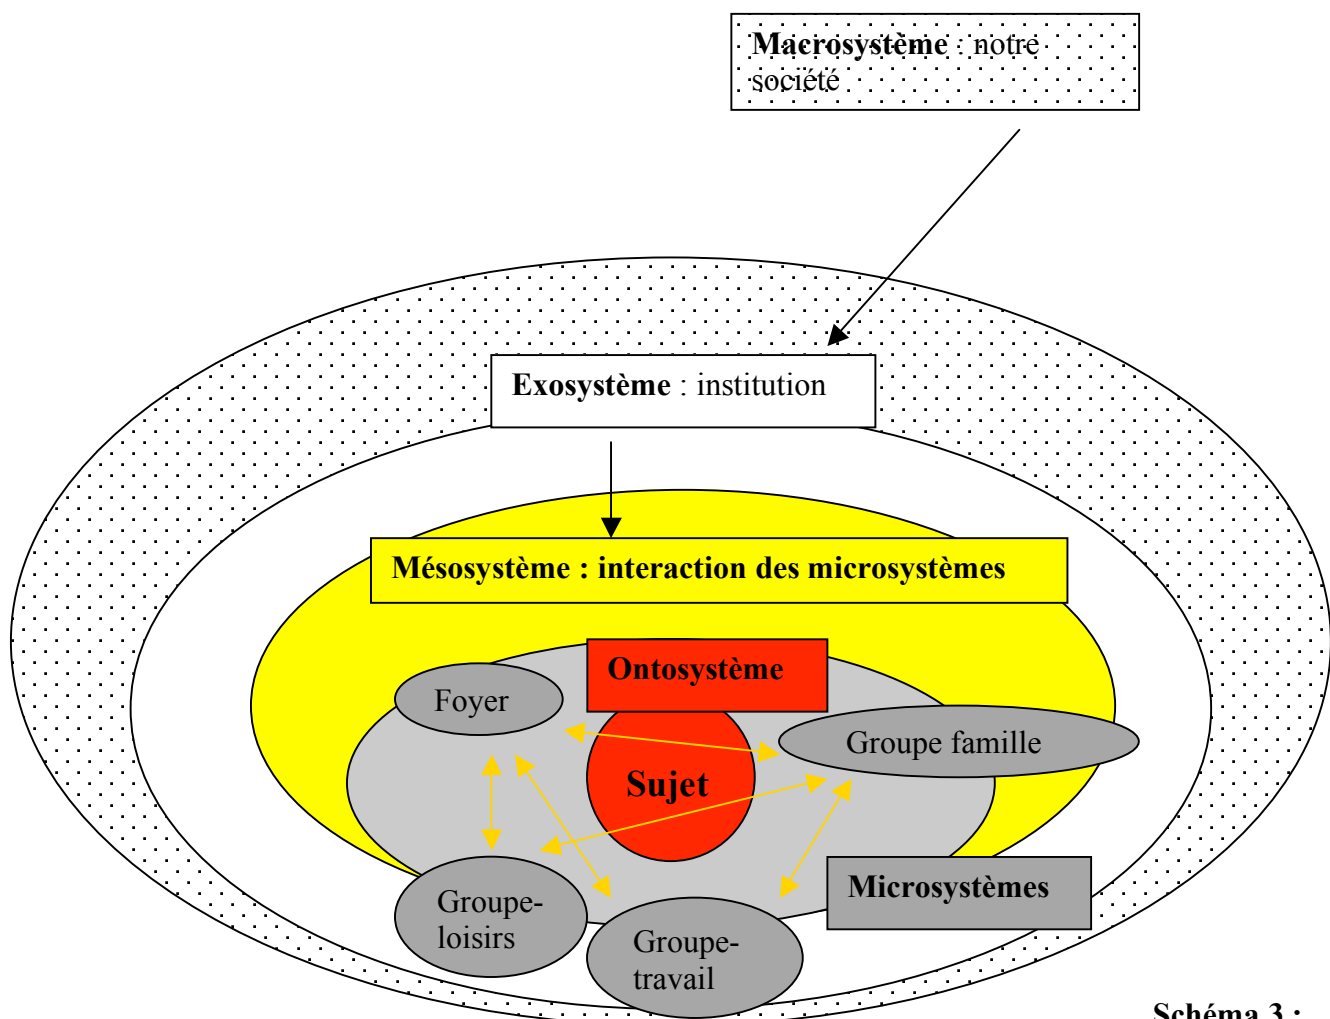 Macrosystème : notre
société
Exosystème : institution
Mésosystème : interaction des microsystèmes
Ontosystème
Foyer
Groupe famille
Sujet
Microsystèmes
Groupe-
loisirs
Groupe-
travail
Schéma 3 :